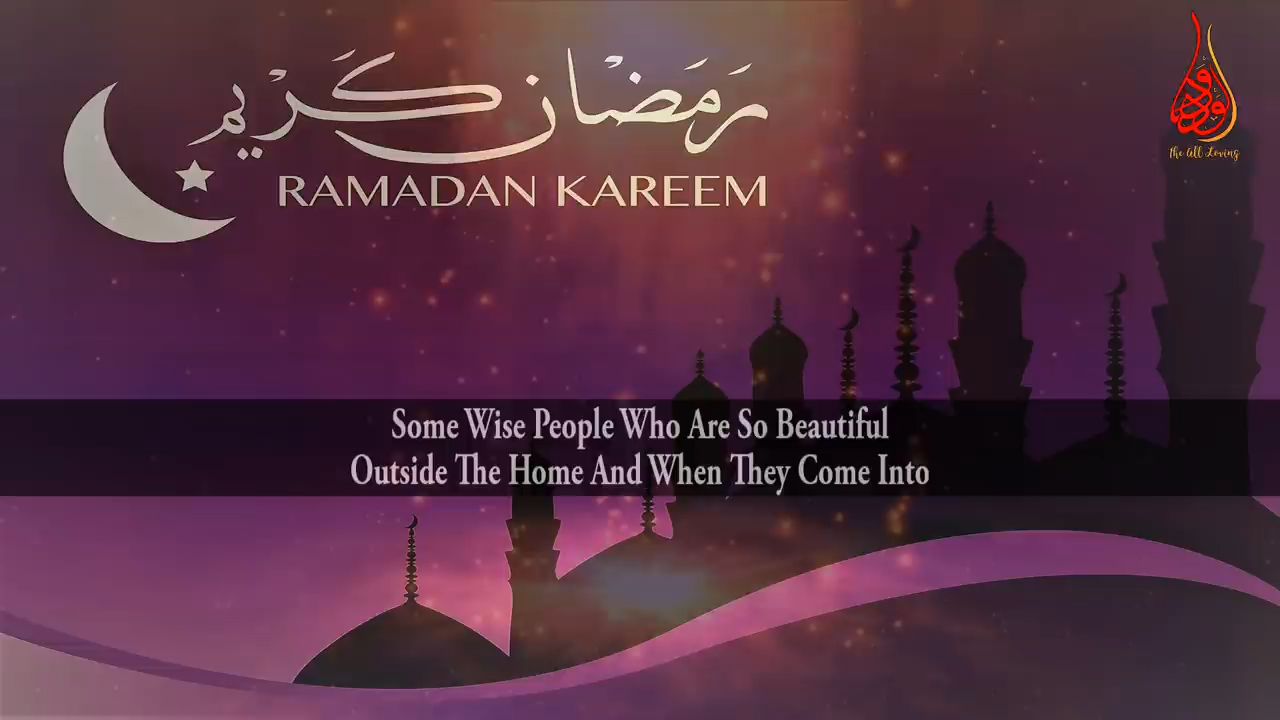 رَمَضَان كَرْيم
RAMADAN KAREEM
The All Loving
Some Wise People Who Are So Beautiful
Outside The Home And When They Come Into